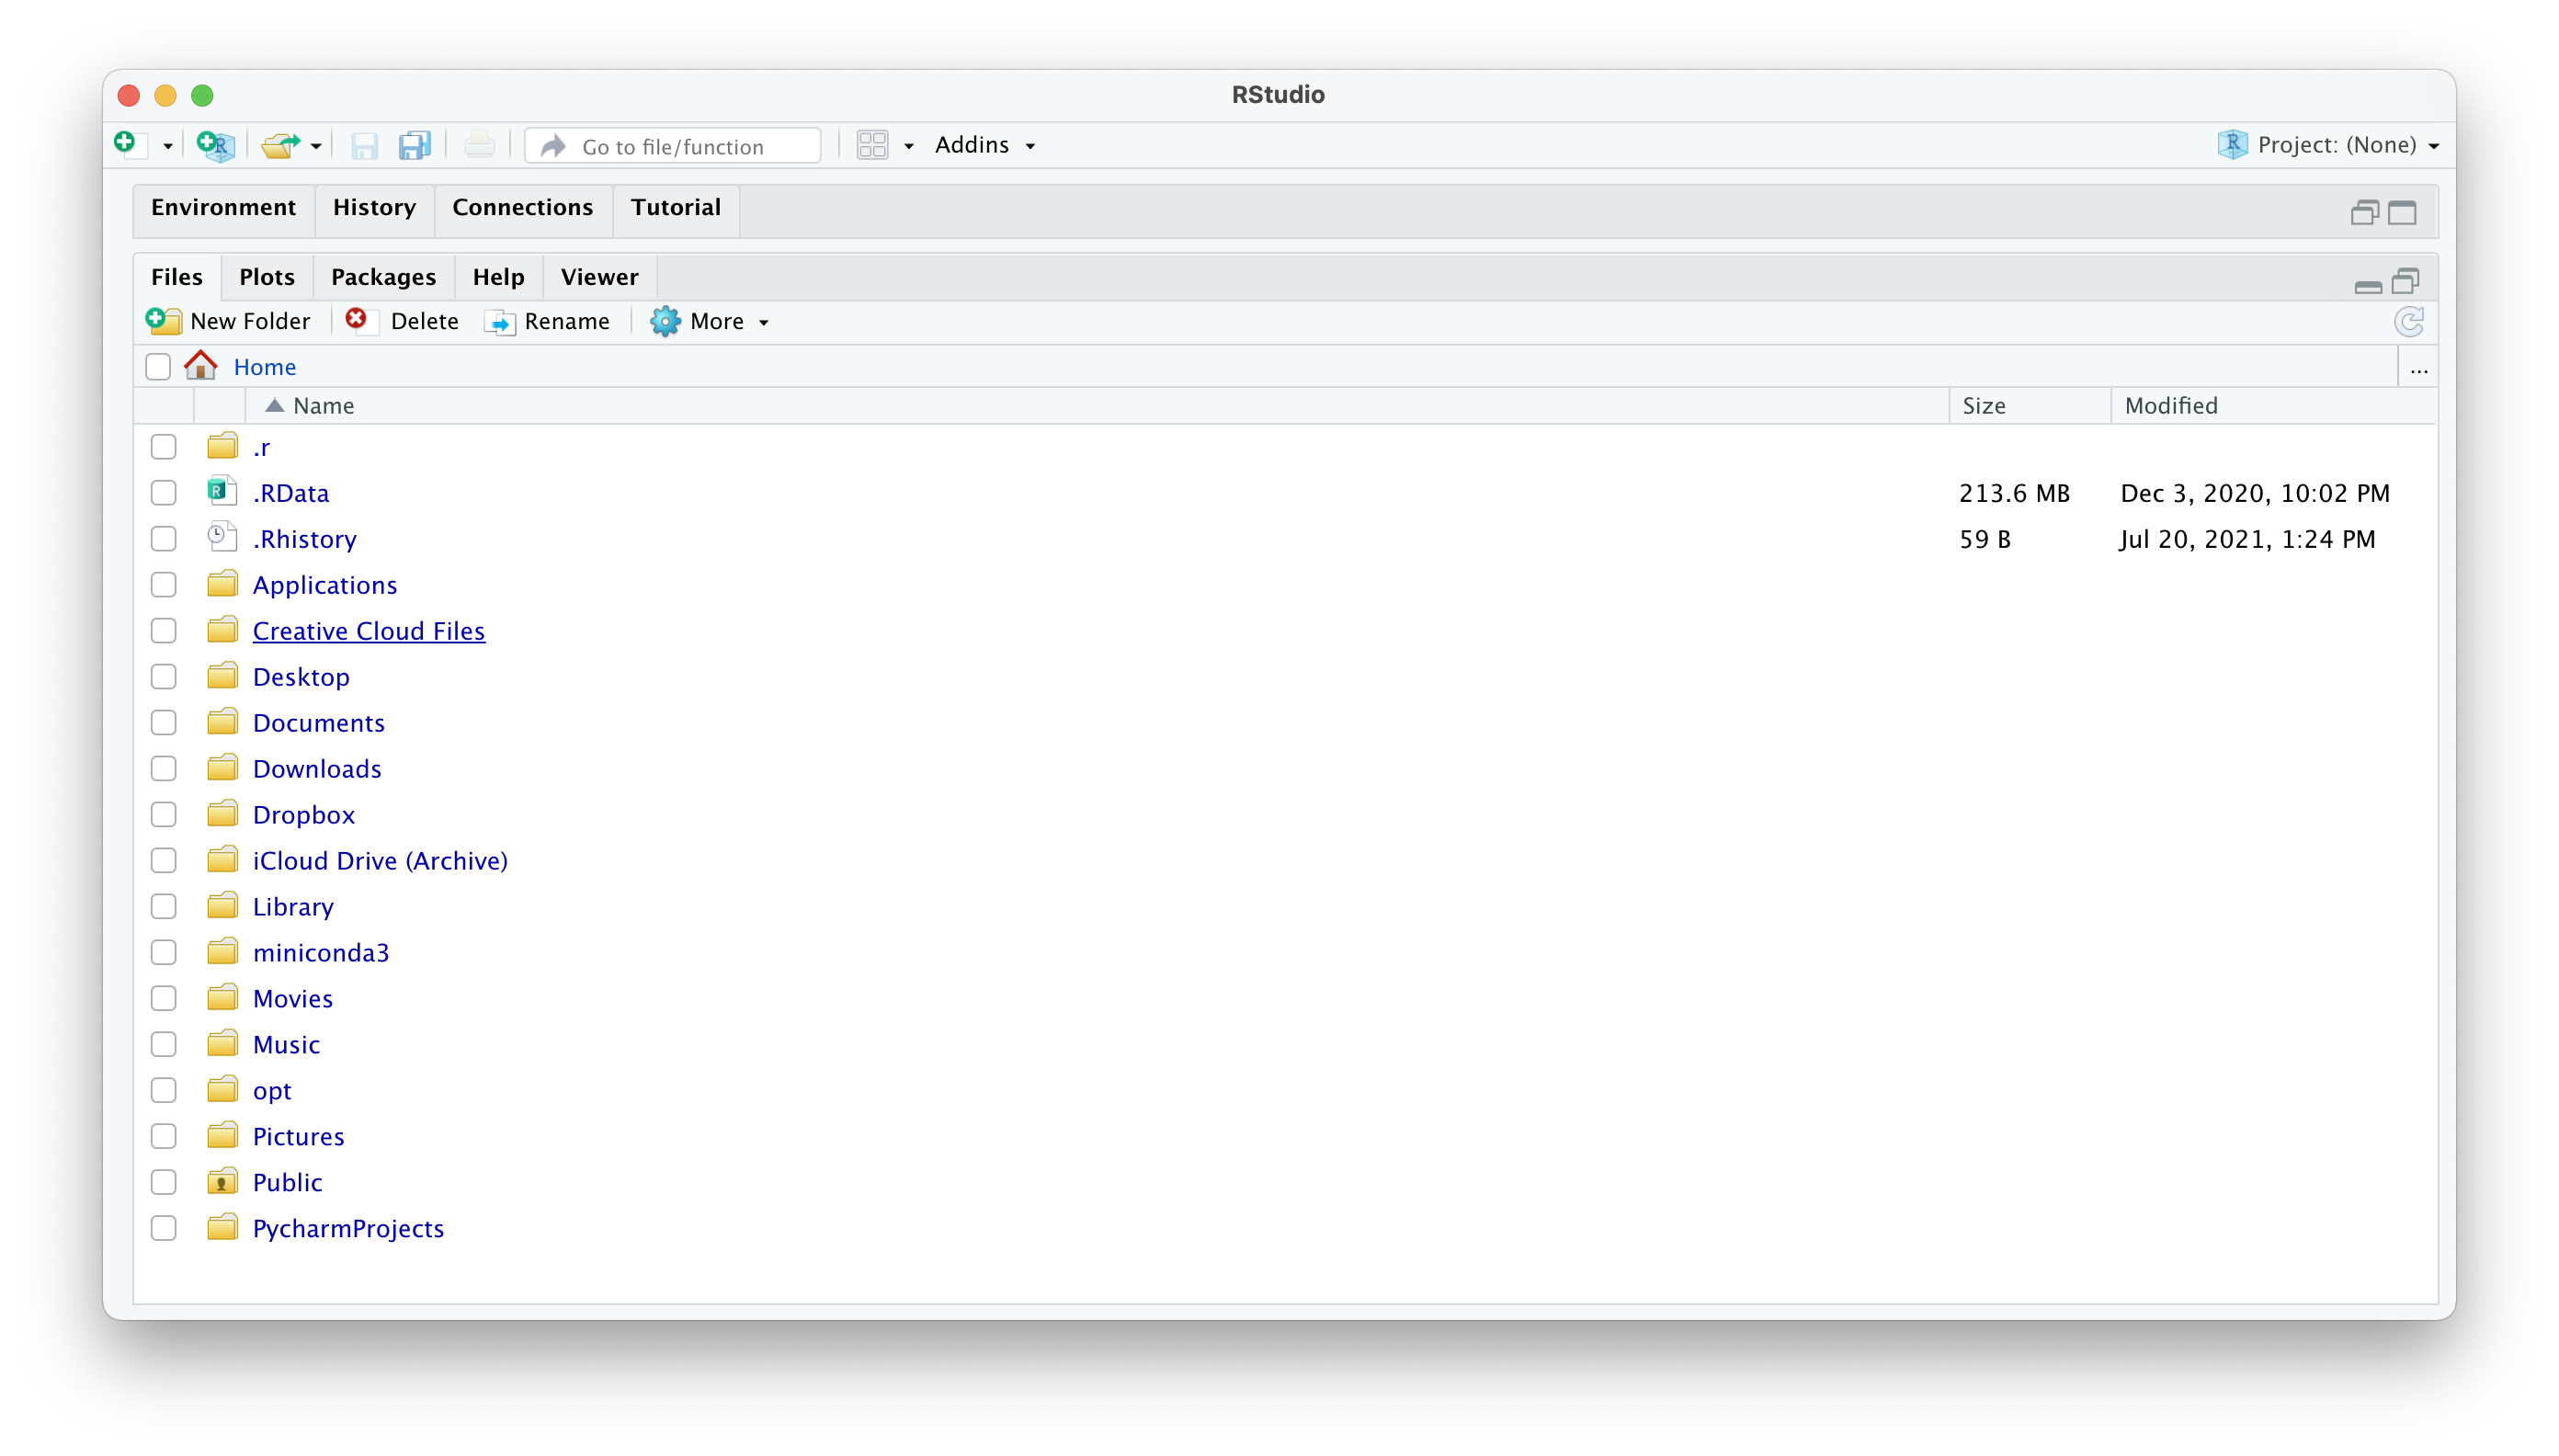 RStudio
Go to file/function Addins Project: (None)
Environment History Connections Tutorial
Files Plots Packages Help Viewer
New Folder Delete Rename More
Home ...
Name Size Modified
.r
.RData 213.6 MB Dec 3, 2020, 10:02 PM
.Rhistory 59 B Jul 20, 2021, 1:24 PM
Applications
Creative Cloud Files
Desktop
Documents
Downloads
Dropbox
iCloud Drive (Archive)
Library
miniconda3
Movies
Music
opt
Pictures
Public
PycharmProjects